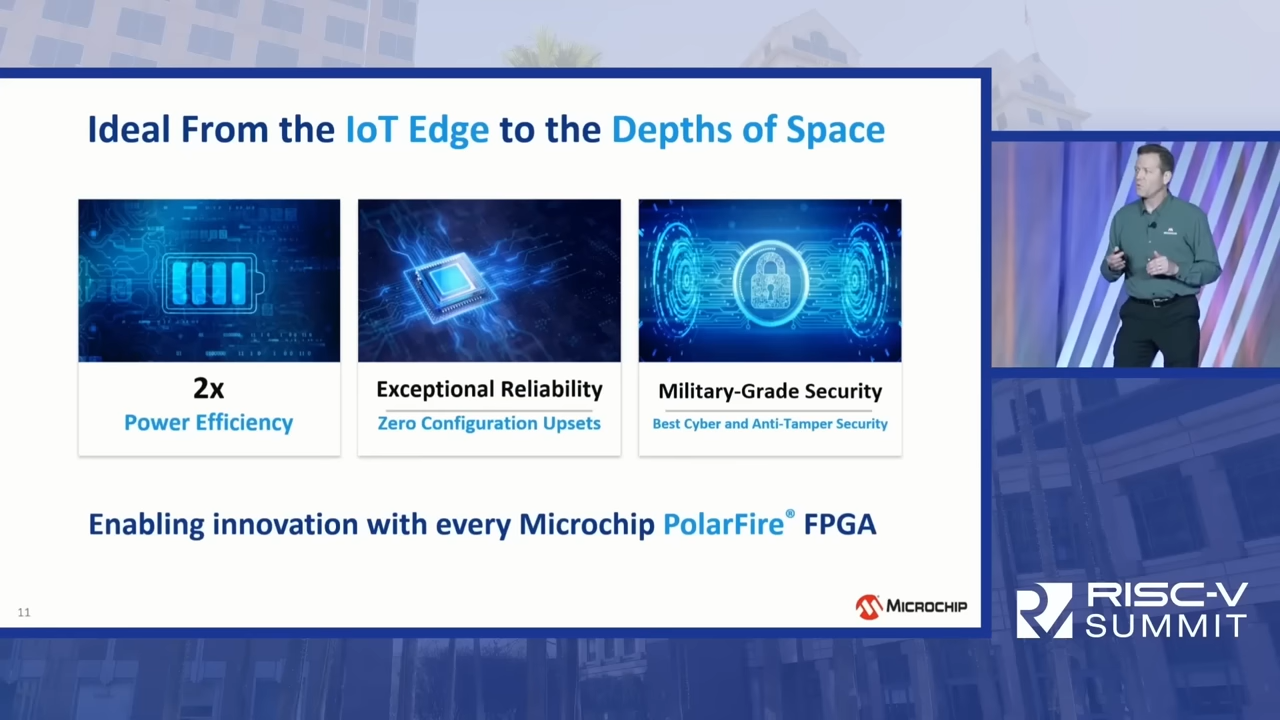 Ideal From the IoT Edge to the Depths of Space
2x
Power Efficiency
Exceptional Reliability
Zero Configuration Upsets
Military-Grade Security
Best Cyber and Anti-Tamper Security
Enabling innovation with every Microchip PolarFire® FPGA
11
MICROCHIP
RISC-V
SUMMIT